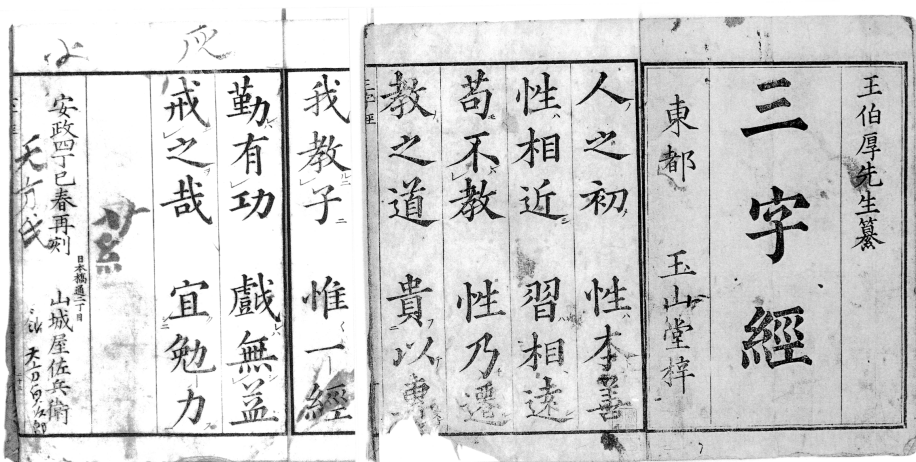 王伯厚先生纂
三字經
東都　玉山堂梓
人之初　性本善
性相近　習相遠
苟不教　性乃遷
教之道　貴以專
三字經
我教子　惟一經
勤有功　戲無益
戒之哉　宜勉力
安政四丁巳春再刻
日本橋通二丁目
山城屋佐兵衛